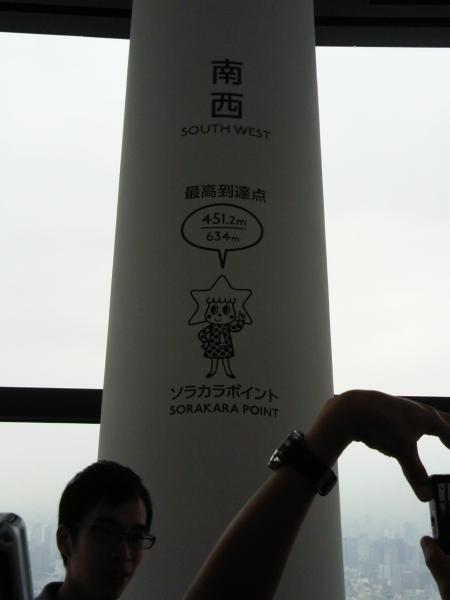 南
西
SOUTH WEST
最高到達点
451.2m
634m
ソラカラポイント
SORAKARA POINT